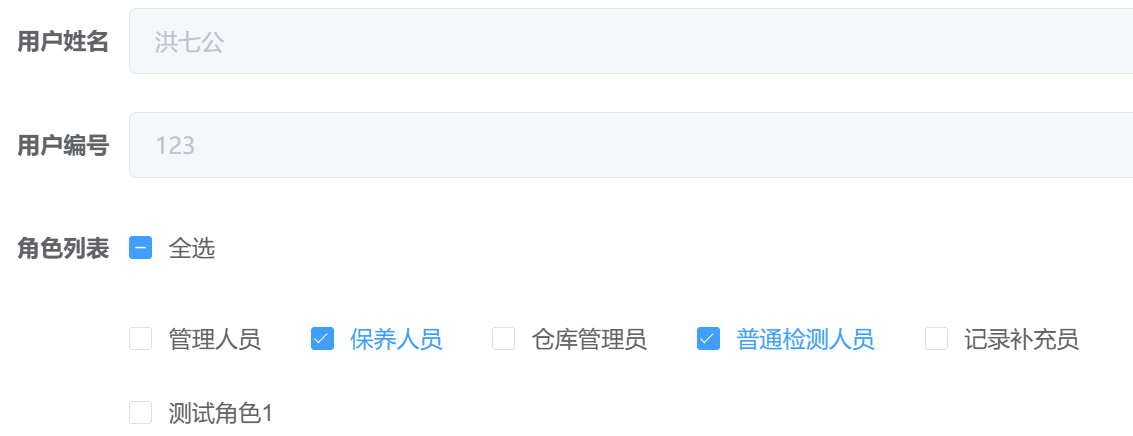 用户姓名 洪七公
用户编号 123
角色列表 全选
管理人员 保养人员 仓库管理员 普通检测人员 记录补充员
测试角色1